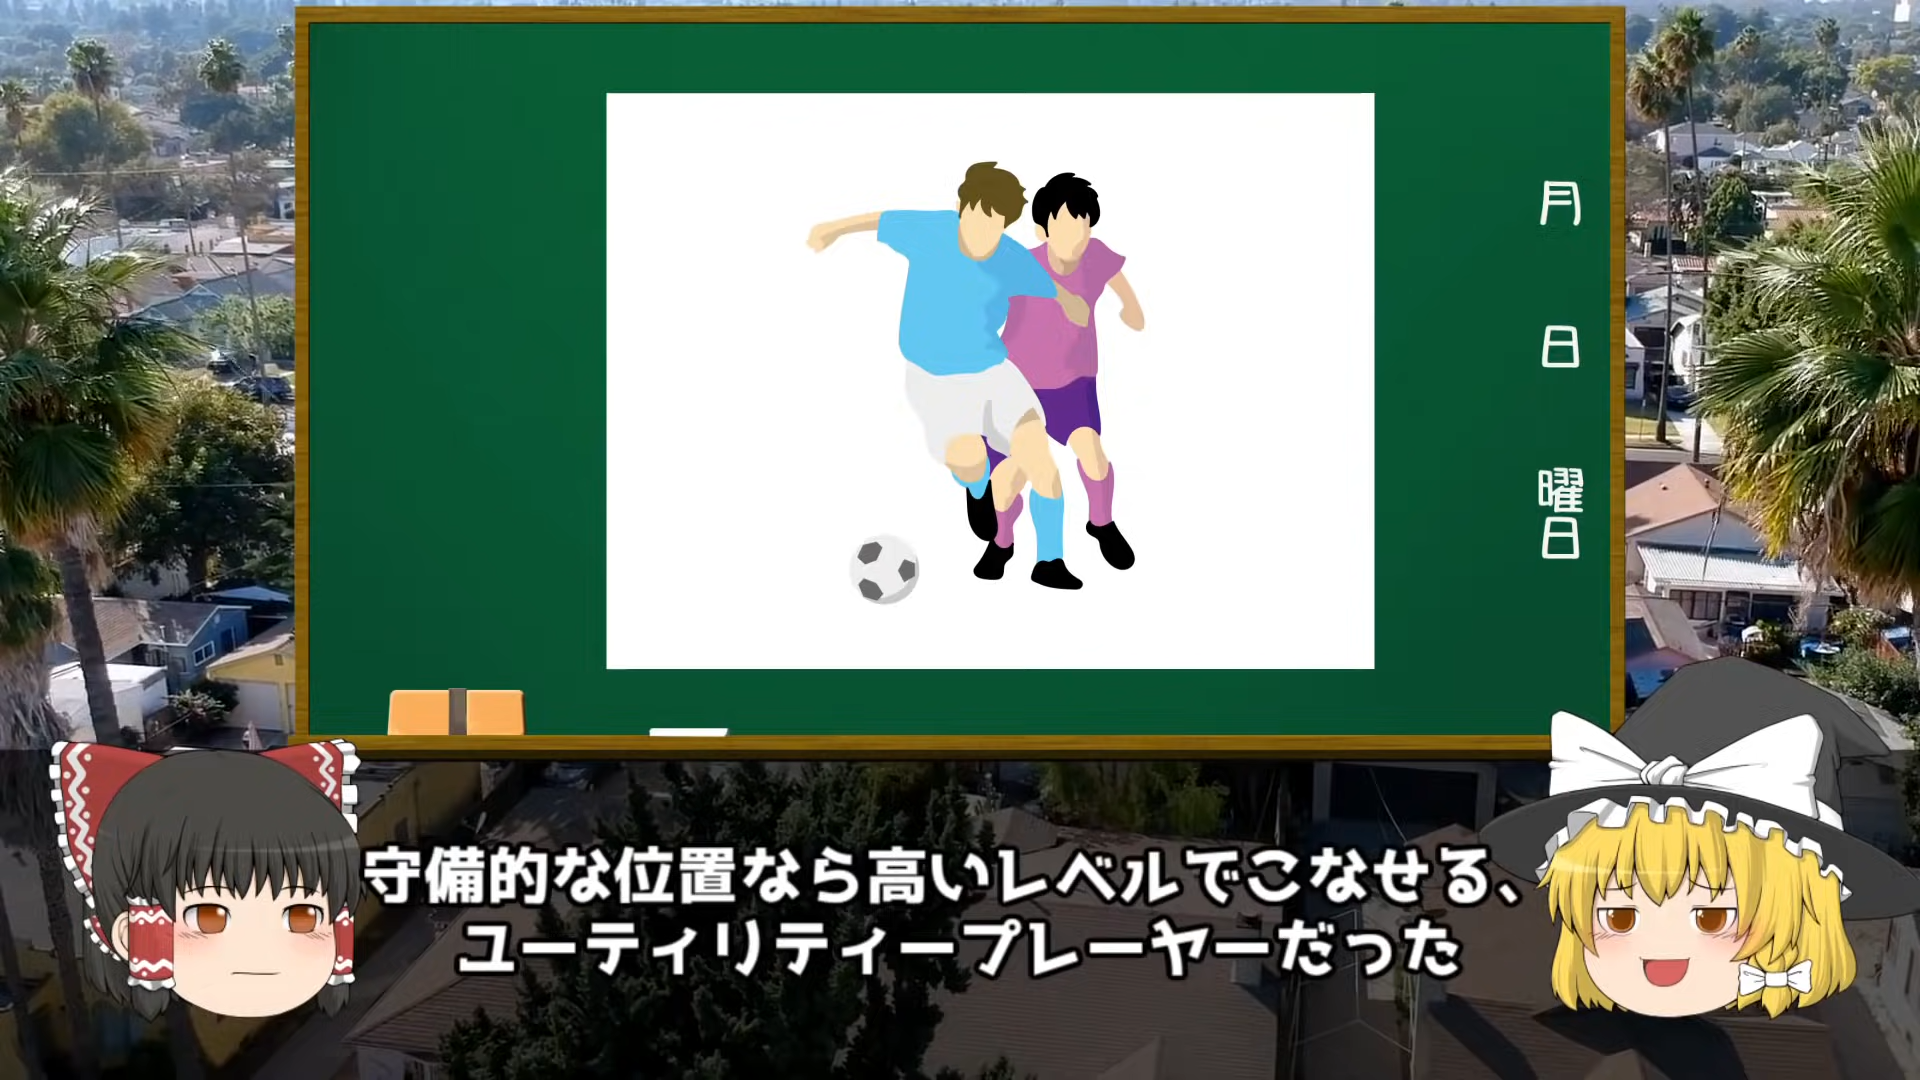 月
日
曜日
守備的な位置なら高いレベルでこなせる、
ユーティリティープレーヤーだった